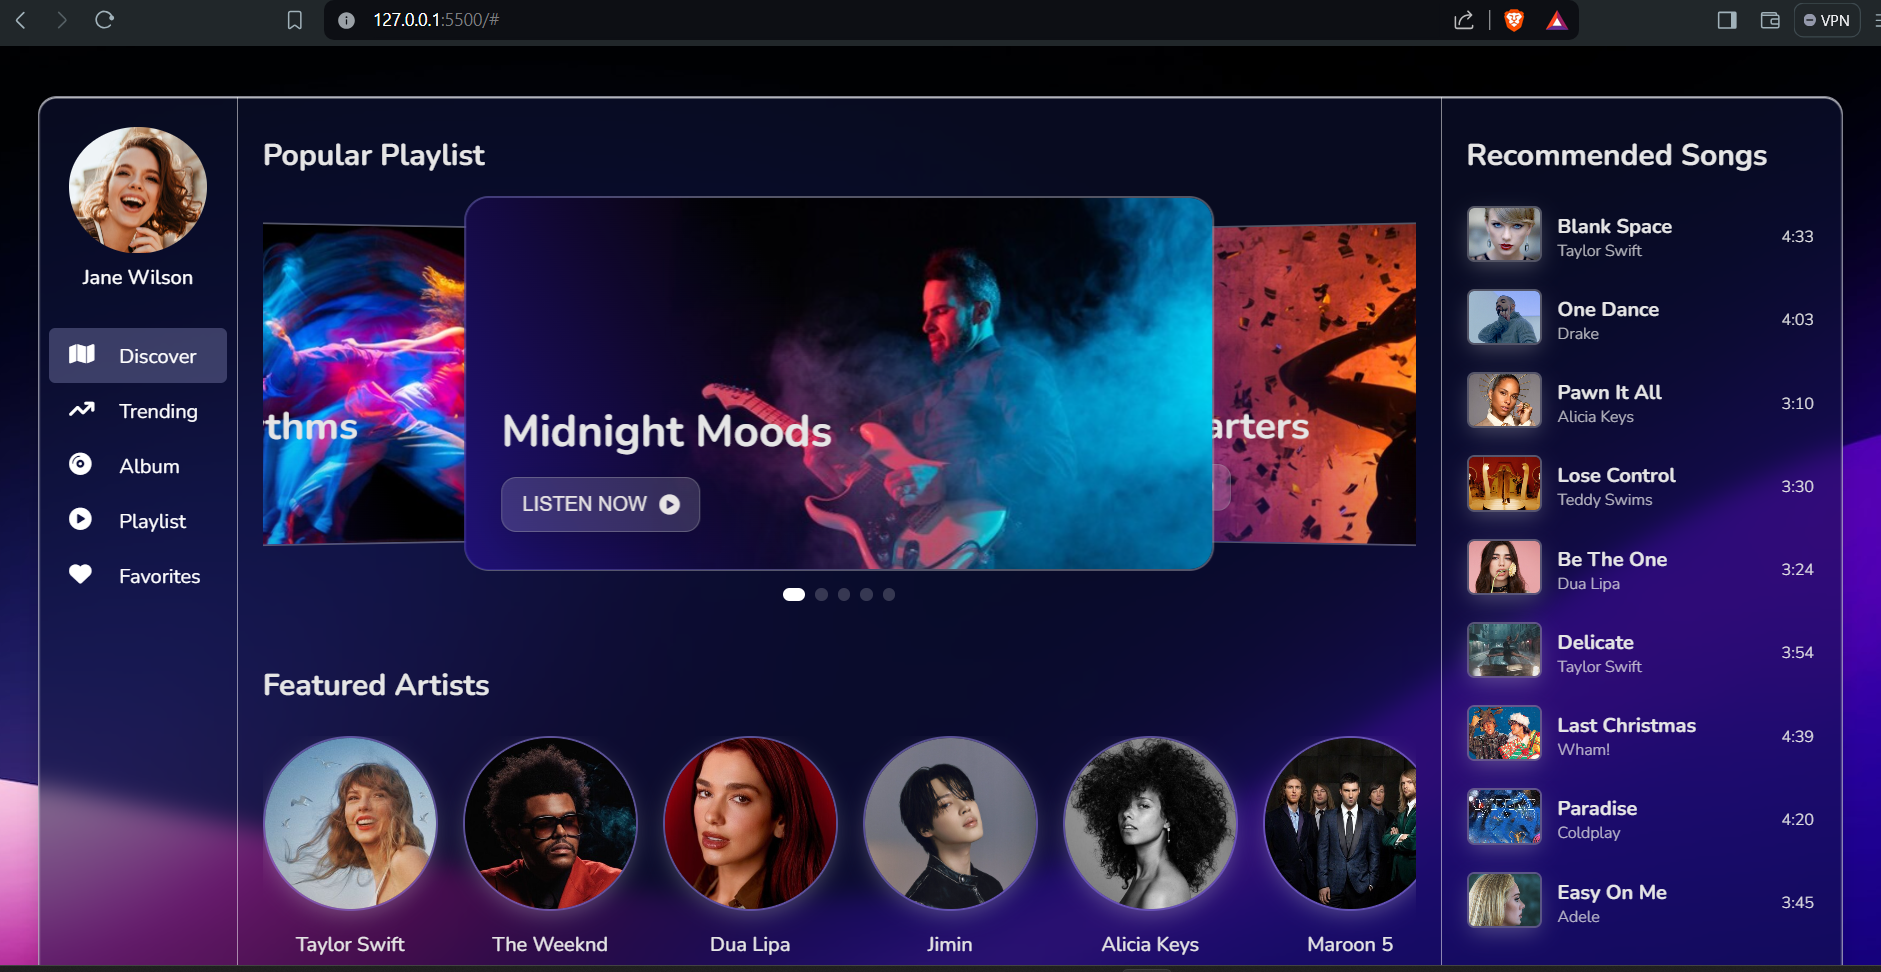 127.0.0.1:5500/#
VPN
Jane Wilson
Discover
Trending
Album
Playlist
Favorites
Popular Playlist
thms
Midnight Moods
LISTEN NOW
arters
Featured Artists
Taylor Swift
The Weeknd
Dua Lipa
Jimin
Alicia Keys
Maroon 5
Recommended Songs
Blank Space
Taylor Swift
4:33
One Dance
Drake
4:03
Pawn It All
Alicia Keys
3:10
Lose Control
Teddy Swims
3:30
Be The One
Dua Lipa
3:24
Delicate
Taylor Swift
3:54
Last Christmas
Wham!
4:39
Paradise
Coldplay
4:20
Easy On Me
Adele
3:45